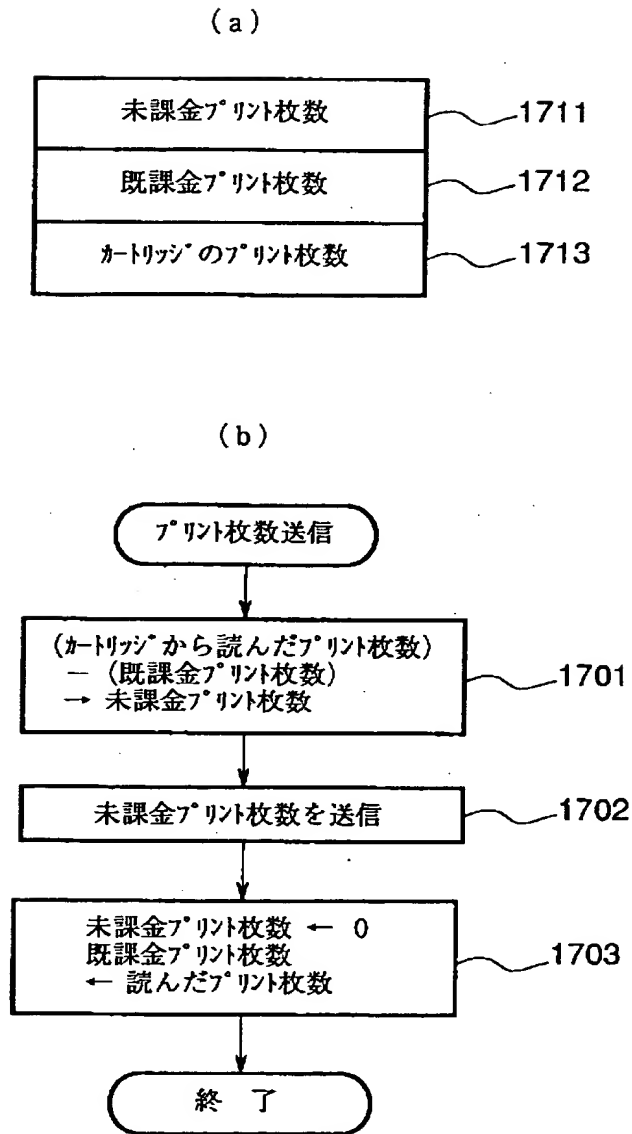 (a)
未課金ﾌﾟﾘﾝﾄ枚数
1711
既課金ﾌﾟﾘﾝﾄ枚数
1712
ｶｰﾄﾘｯｼﾞのﾌﾟﾘﾝﾄ枚数
1713
(b)
ﾌﾟﾘﾝﾄ枚数送信
(ｶｰﾄﾘｯｼﾞから読んだﾌﾟﾘﾝﾄ枚数)
－ (既課金ﾌﾟﾘﾝﾄ枚数)
→ 未課金ﾌﾟﾘﾝﾄ枚数
1701
未課金ﾌﾟﾘﾝﾄ枚数を送信
1702
未課金ﾌﾟﾘﾝﾄ枚数 ← 0
既課金ﾌﾟﾘﾝﾄ枚数
← 読んだﾌﾟﾘﾝﾄ枚数
1703
終 了